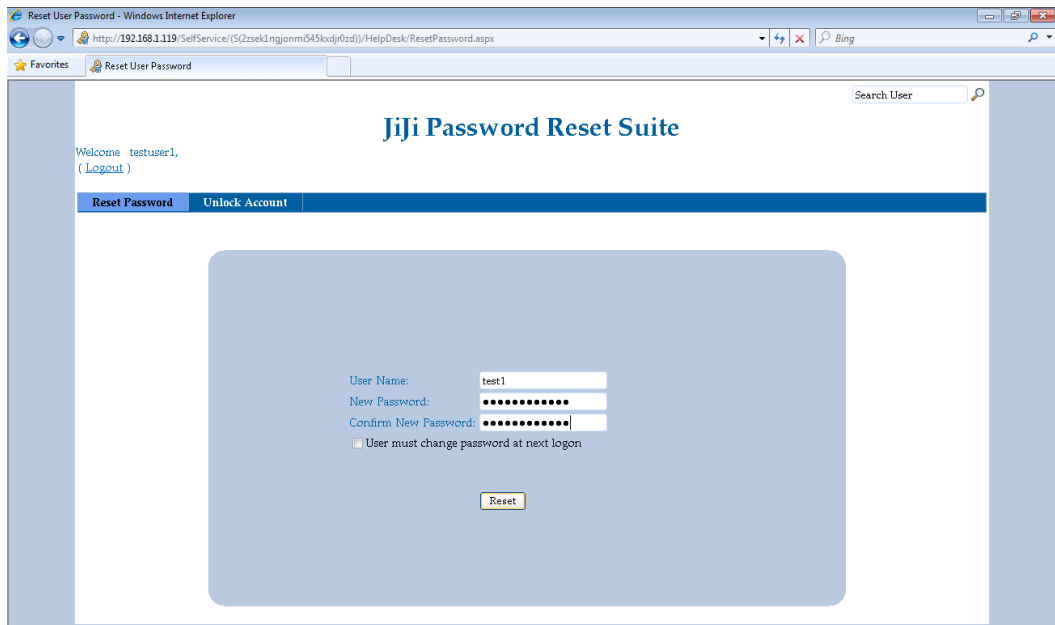 Reset User Password - Windows Internet Explorer
http://192.168.1.119/SelfService/(S(2zsek1ngjonmi545kxdjr0zd))/HelpDesk/ResetPassword.aspx
Bing
Favorites
Reset User Password
Search User
JiJi Password Reset Suite
Welcome testuser1,
( Logout )
Reset Password Unlock Account
User Name: test1
New Password: ●●●●●●●●●●●●
Confirm New Password: ●●●●●●●●●●●●
User must change password at next logon
Reset